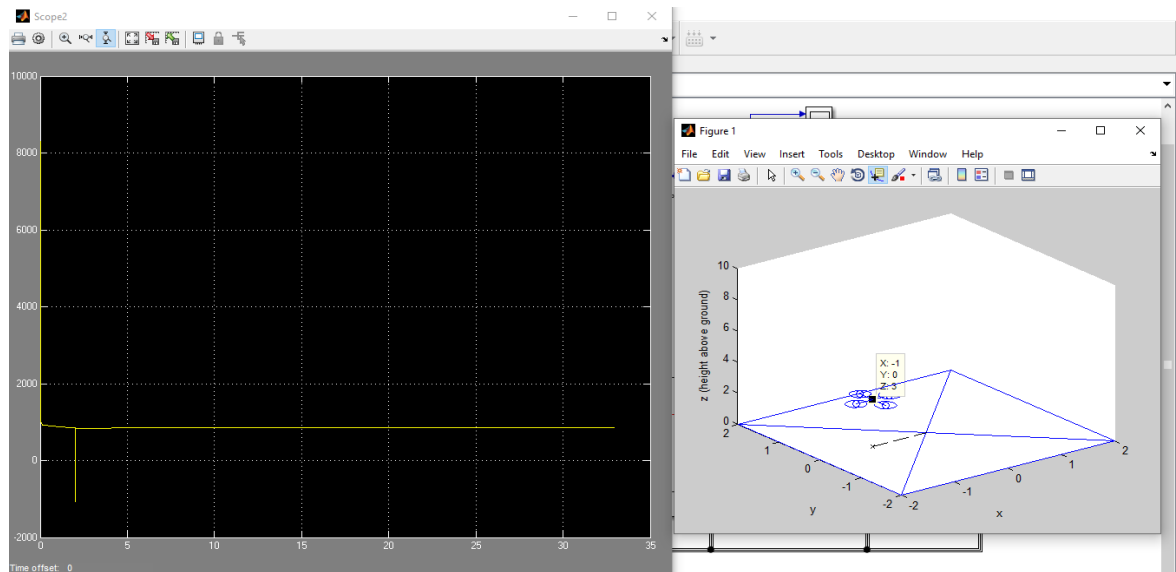 Scope2
10000
8000
6000
4000
2000
0
-2000
0 5 10 15 20 25 30 35
Time offset: 0
Figure 1
File Edit View Insert Tools Desktop Window Help
10
8
6
4
2
0
z (height above ground)
X: -1
Y: 0
Z: 3
2
1
0
-1
-2
y
-2
-1
0
1
2
x